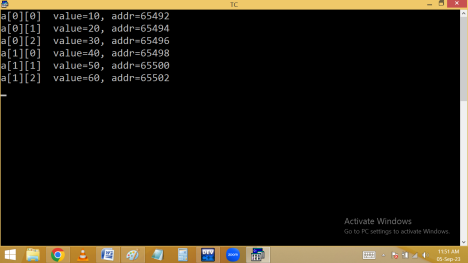 TC
a[0][0]  value=10, addr=65492
a[0][1]  value=20, addr=65494
a[0][2]  value=30, addr=65496
a[1][0]  value=40, addr=65498
a[1][1]  value=50, addr=65500
a[1][2]  value=60, addr=65502
Activate Windows
Go to PC settings to activate Windows.
11:51 AM
05-Sep-23